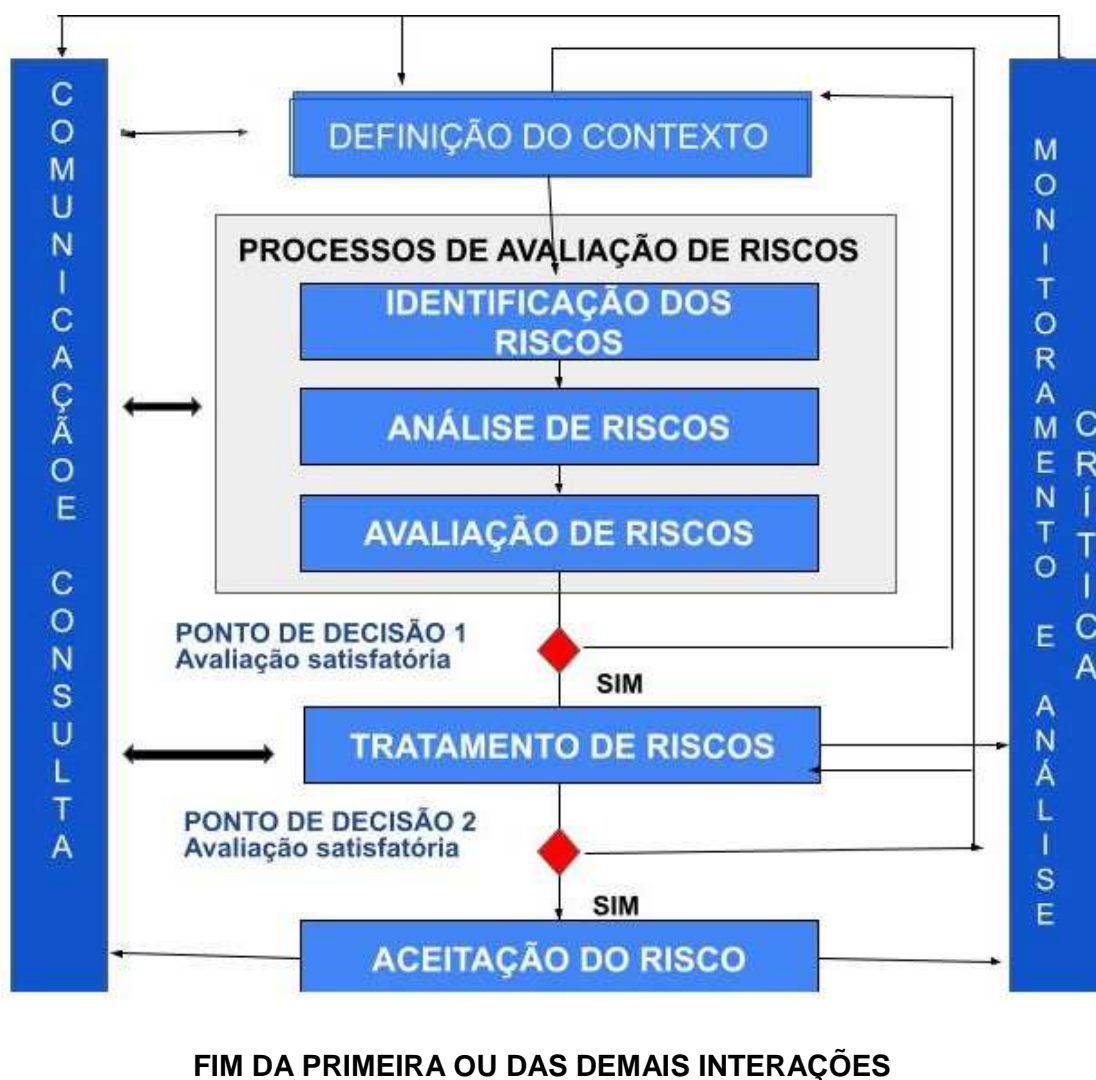 COMUNICAÇÃO E CONSULTA
DEFINIÇÃO DO CONTEXTO
PROCESSOS DE AVALIAÇÃO DE RISCOS
IDENTIFICAÇÃO DOS
RISCOS
ANÁLISE DE RISCOS
AVALIAÇÃO DE RISCOS
PONTO DE DECISÃO 1
Avaliação satisfatória
SIM
TRATAMENTO DE RISCOS
PONTO DE DECISÃO 2
Avaliação satisfatória
SIM
ACEITAÇÃO DO RISCO
MONITORAMENTO E ANÁLISE
CRÍTICA
FIM DA PRIMEIRA OU DAS DEMAIS INTERAÇÕES